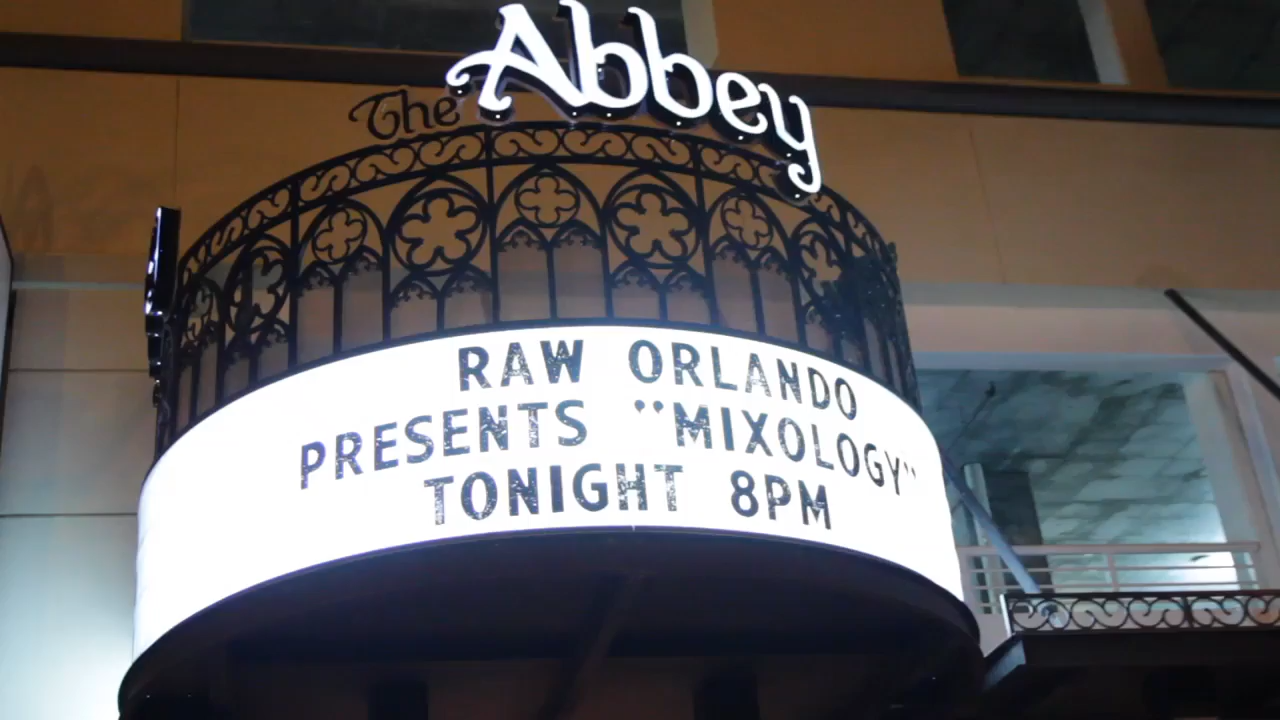 The Abbey
RAW ORLANDO
PRESENTS "MIXOLOGY"
TONIGHT 8PM